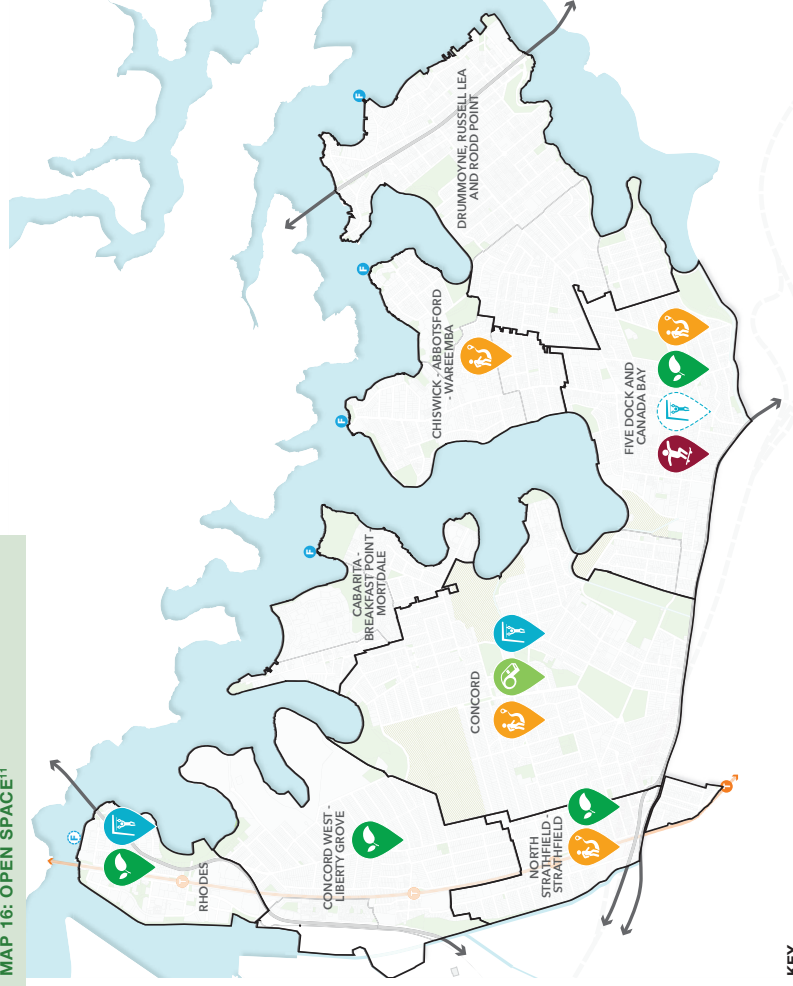 MAP 16: OPEN SPACE¹¹
F
F
F
F
F
T
T
T
RHODES
CONCORD WEST -
LIBERTY GROVE
NORTH
STRATHFIELD -
STRATHFIELD
CONCORD
CABARITA -
BREAKFAST POINT -
MORTDALE
CHISWICK - ABBOTSFORD
- WAREEMBA
FIVE DOCK AND
CANADA BAY
DRUMMOYNE, RUSSELL LEA
AND RODD POINT
KEY